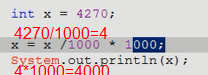 int x = 4270;
4270/1000=4
x = x /1000 * 1000;
System.out.println(x);
4*1000=4000